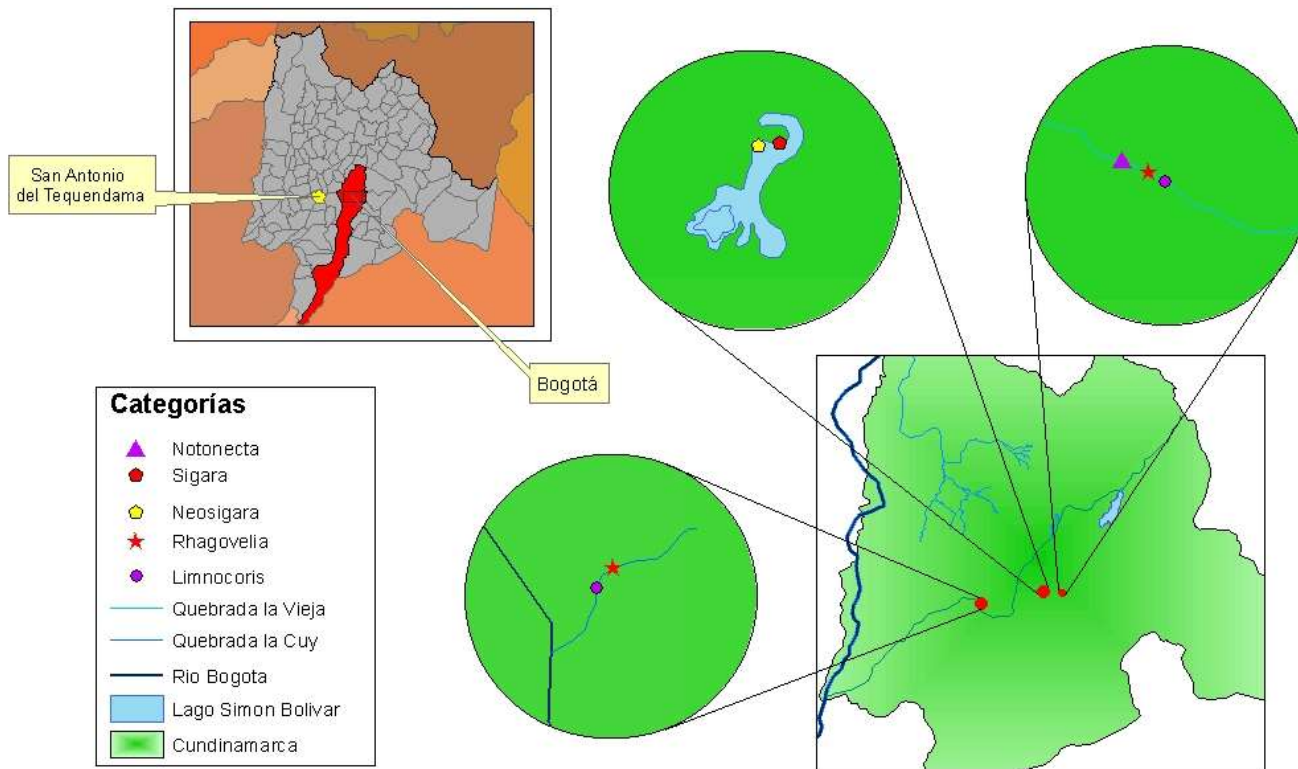 San Antonio
del Tequendama
Bogotá
Categorías
Notonecta
Sigara
Neosigara
Rhagovelia
Limnocoris
Quebrada la Vieja
Quebrada la Cuy
Rio Bogota
Lago Simon Bolivar
Cundinamarca